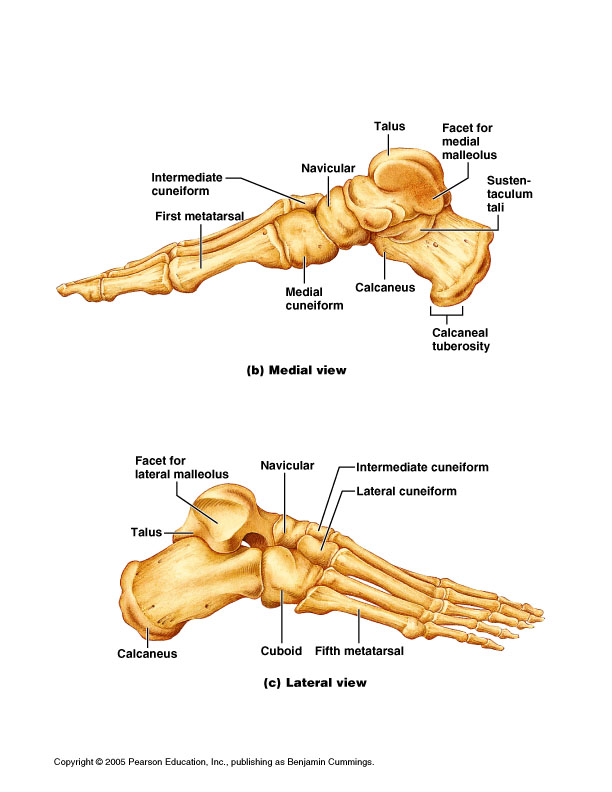 Talus
Facet for
medial
malleolus
Navicular
Intermediate
cuneiform
Susten-
taculum
tali
First metatarsal
Medial
cuneiform
Calcaneus
Calcaneal
tuberosity
(b) Medial view
Facet for
lateral malleolus
Navicular
Intermediate cuneiform
Lateral cuneiform
Talus
Calcaneus
Cuboid
Fifth metatarsal
(c) Lateral view
Copyright © 2005 Pearson Education, Inc., publishing as Benjamin Cummings.